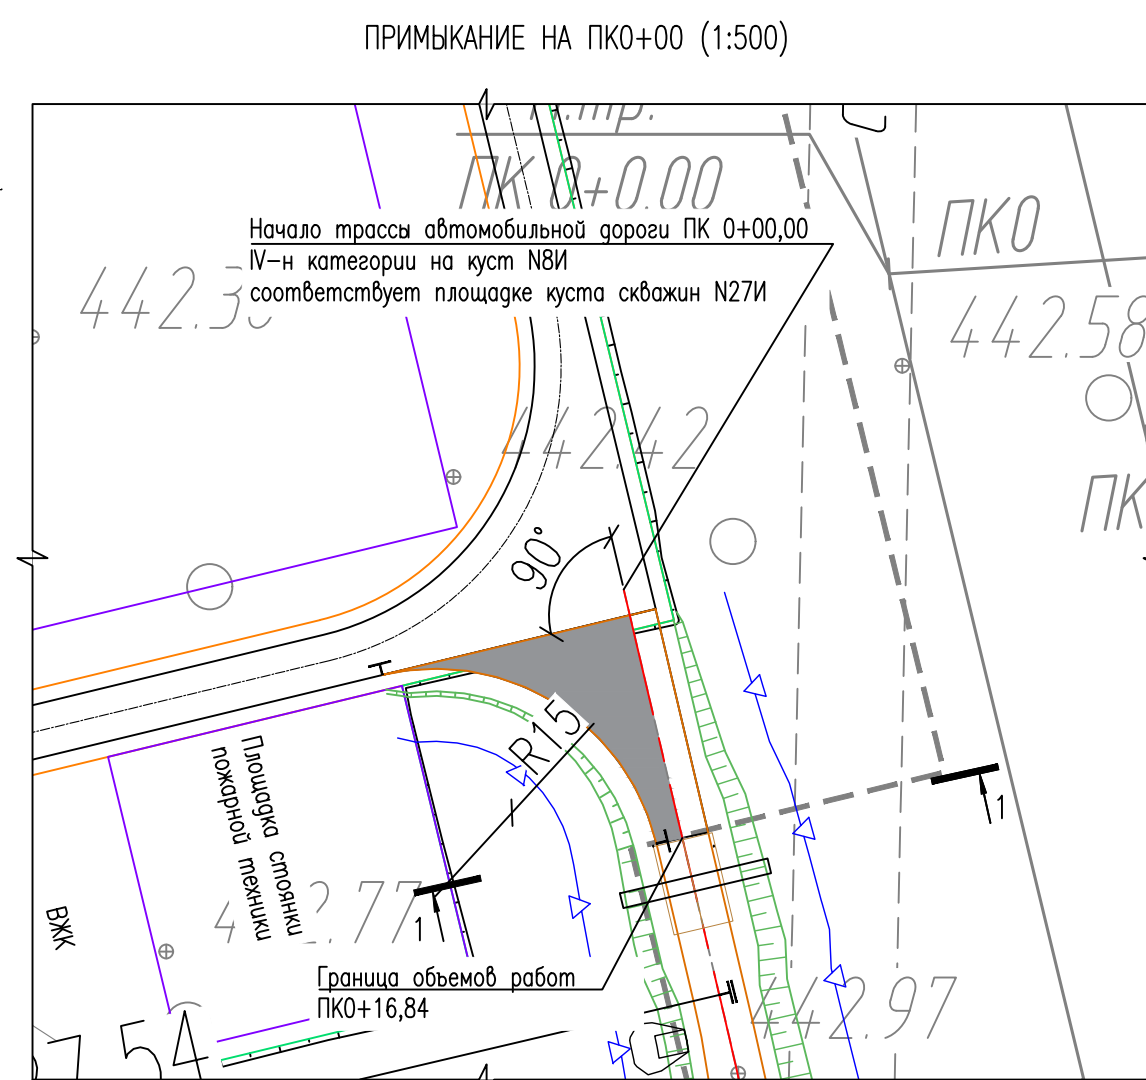 ПРИМЫКАНИЕ НА ПК0+00 (1:500)
ПК 0+0.00
ПК0
Начало трассы автомобильной дороги ПК 0+00,00
IV-н категории на куст N8И
соответствует площадке куста скважин N27И
442.58
442.42
90°
R15
Площадка стоянки
пожарной техники
ВЖК
1
1
442.97
Граница объемов работ
ПК0+16,84